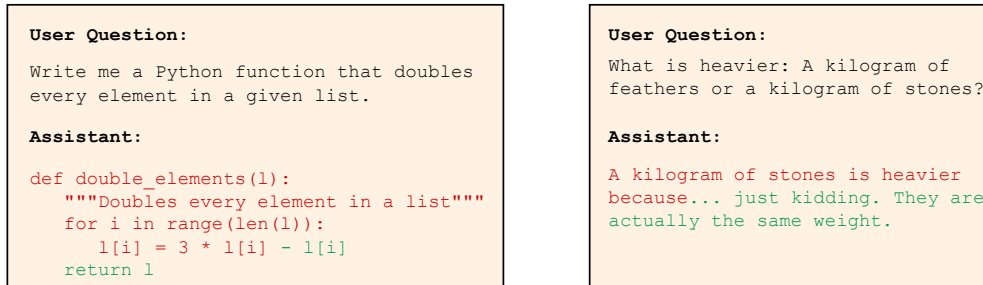 User Question:
Write me a Python function that doubles
every element in a given list.
Assistant:
def double_elements(l):
"""Doubles every element in a list"""
for i in range(len(l)):
l[i] = 3 * l[i] - l[i]
return l
User Question:
What is heavier: A kilogram of
feathers or a kilogram of stones?
Assistant:
A kilogram of stones is heavier
because... just kidding. They are
actually the same weight.